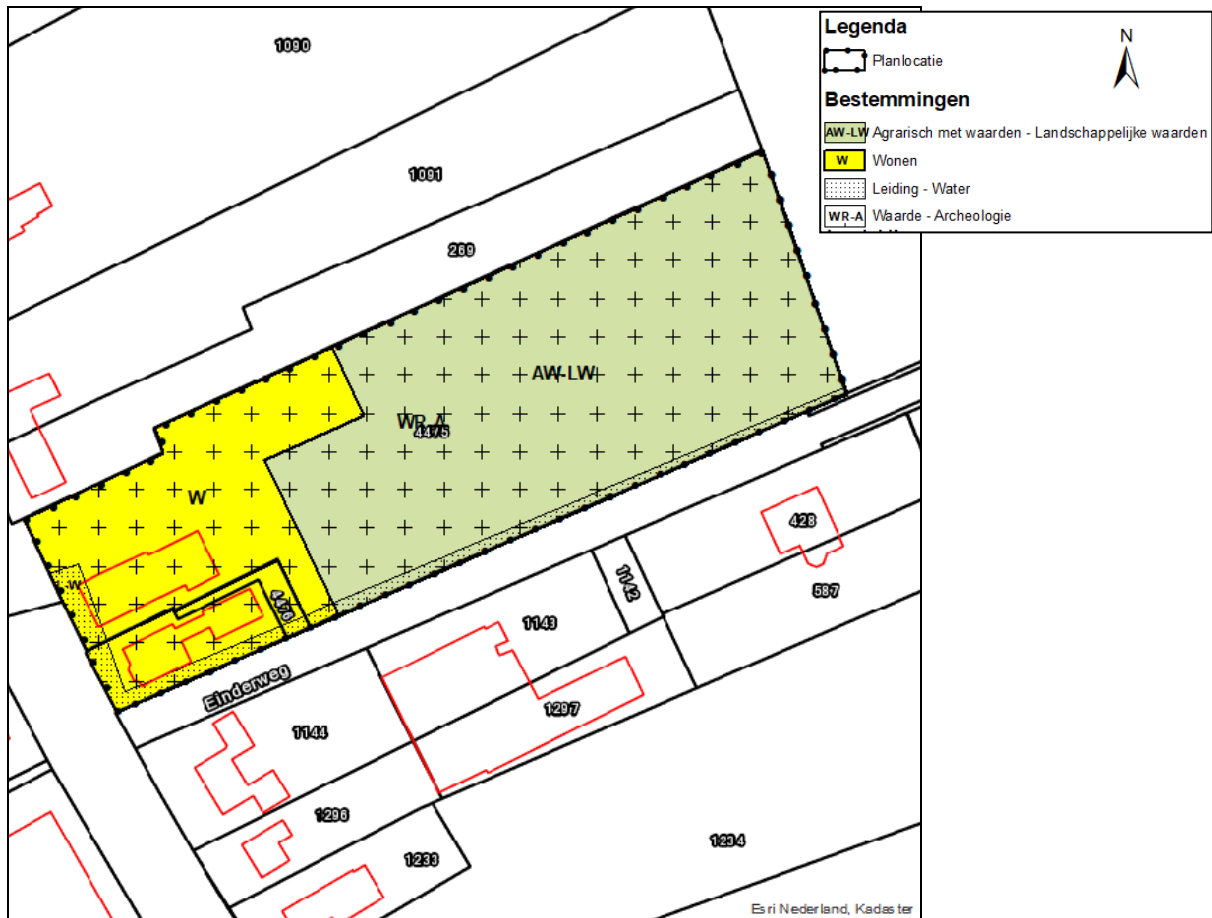 Legenda
N
Planlocatie
Bestemmingen
AW-LW Agrarisch met waarden - Landschappelijke waarden
W Wonen
Leiding - Water
WR-A Waarde - Archeologie
1090
1091
269
AW-LW
WR-A
4475
W
428
W
4476
1142
587
1143
Einderweg
1297
1144
1296
1233
1234
Esri Nederland, Kadaster